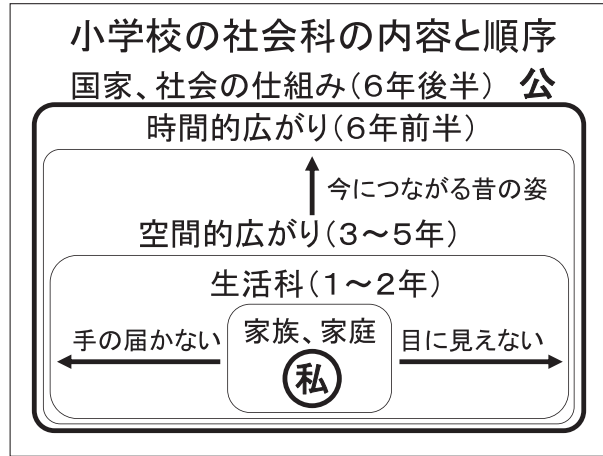 小学校の社会科の内容と順序
国家、社会の仕組み(6年後半) 公
時間的広がり(6年前半)
今につながる昔の姿
空間的広がり(3～5年)
生活科(1～2年)
手の届かない
家族、家庭
目に見えない
私